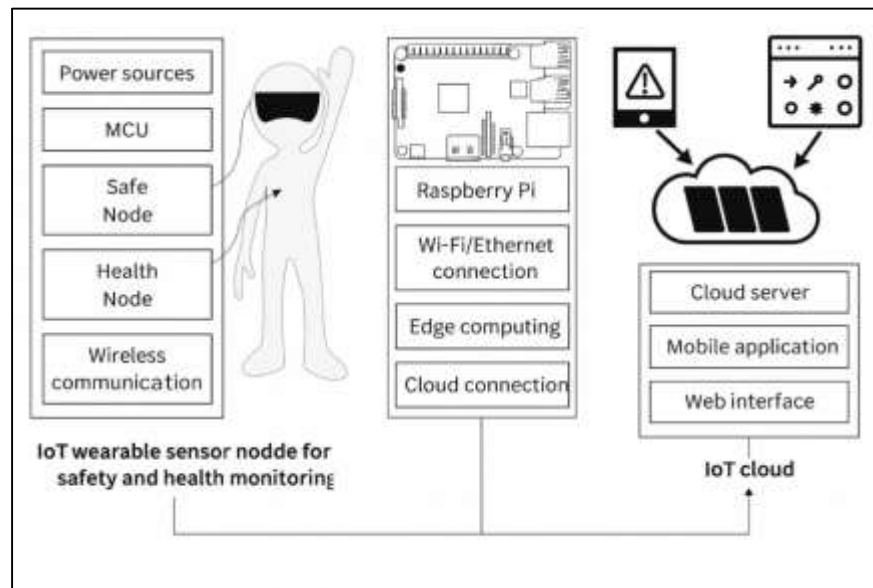 Power sources
MCU
Safe
Node
Health
Node
Wireless
communication
IoT wearable sensor nodde for
safety and health monitoring
Raspberry Pi
Wi-Fi/Ethernet
connection
Edge computing
Cloud connection
Cloud server
Mobile application
Web interface
IoT cloud